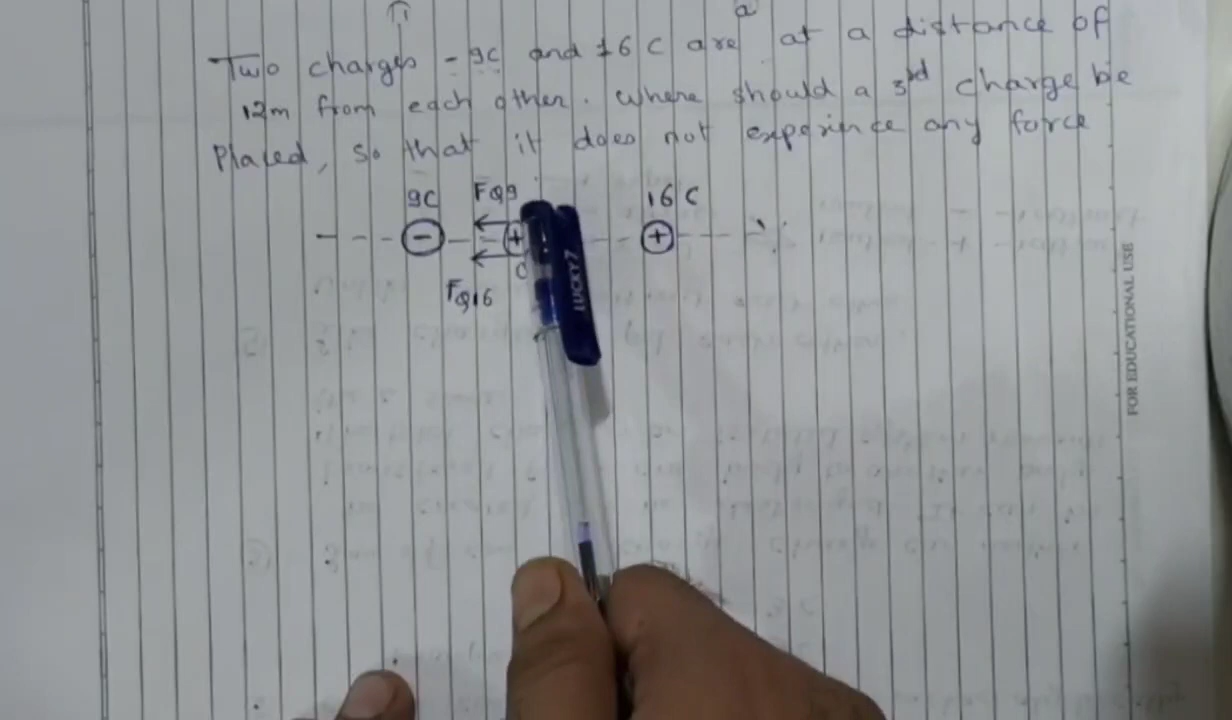 Two charges - 9C and 16 C are at a distance of
12m from each other. Where should a 3rd charge be
Placed, so that it does not experience any force
9C FQ9 16 C
- + +
FQ16
LUCKY7
FOR EDUCATIONAL USE